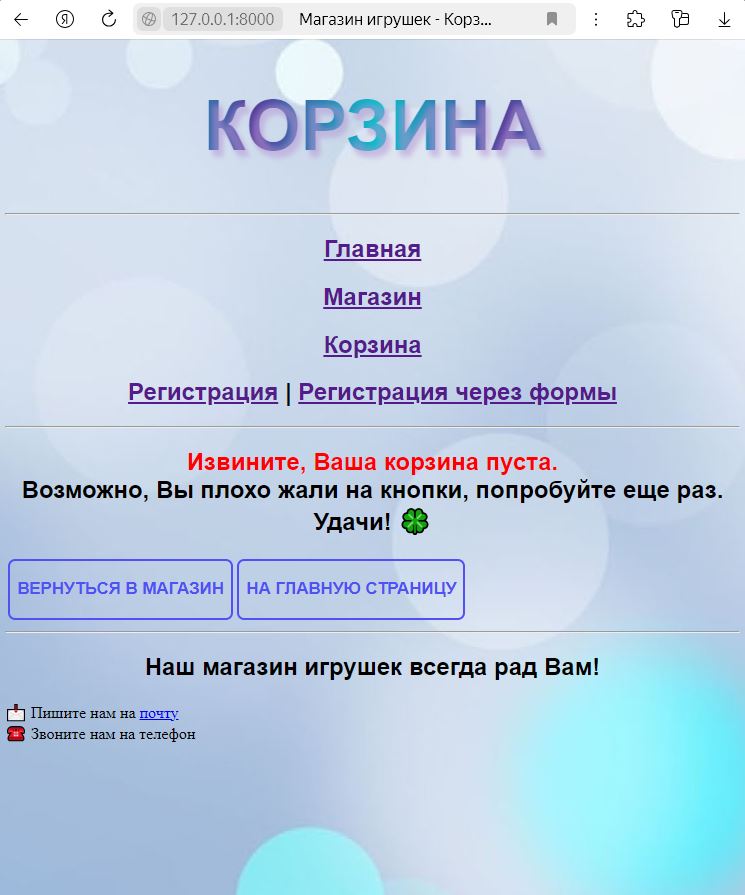 127.0.0.1:8000 Магазин игрушек - Корз...
КОРЗИНА
Главная
Магазин
Корзина
Регистрация | Регистрация через формы
Извините, Ваша корзина пуста.
Возможно, Вы плохо жали на кнопки, попробуйте еще раз.
Удачи! 🍀
ВЕРНУТЬСЯ В МАГАЗИН НА ГЛАВНУЮ СТРАНИЦУ
Наш магазин игрушек всегда рад Вам!
📩 Пишите нам на почту
☎️ Звоните нам на телефон